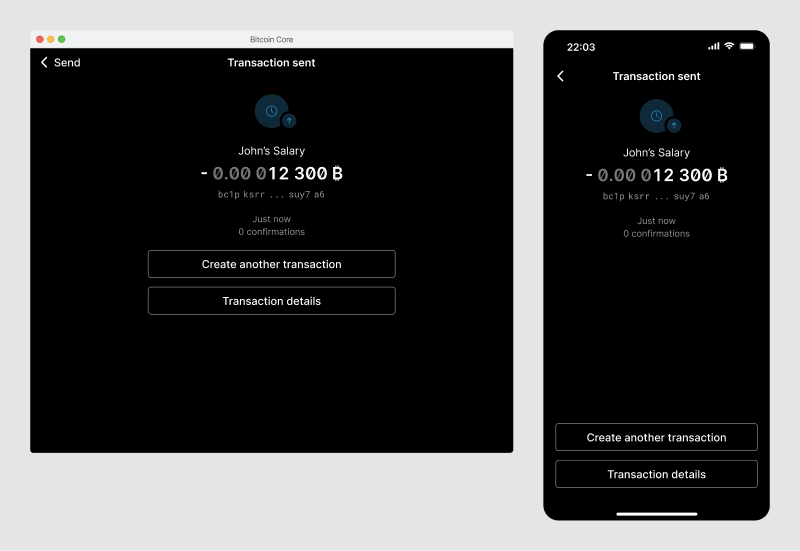 Bitcoin Core
Send
Transaction sent
John's Salary
- 0.00 012 300 ₿
bc1p ksrr ... suy7 a6
Just now
0 confirmations
Create another transaction
Transaction details
22:03
Transaction sent
John's Salary
- 0.00 012 300 ₿
bc1p ksrr ... suy7 a6
Just now
0 confirmations
Create another transaction
Transaction details